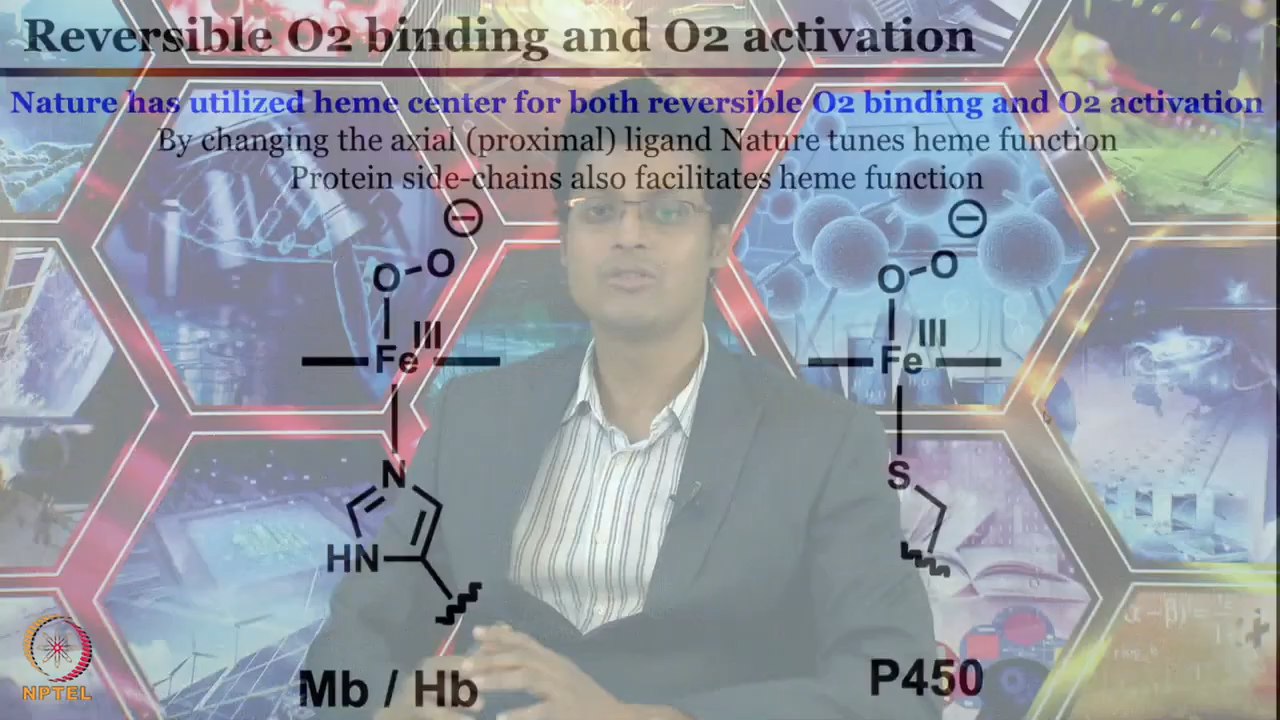 Reversible O2 binding and O2 activation
Nature has utilized heme center for both reversible O2 binding and O2 activation
By changing the axial (proximal) ligand Nature tunes heme function
Protein side-chains also facilitates heme function
O-O
Fe III
N
HN
Mb / Hb
O-O
Fe III
S
P450
NPTEL